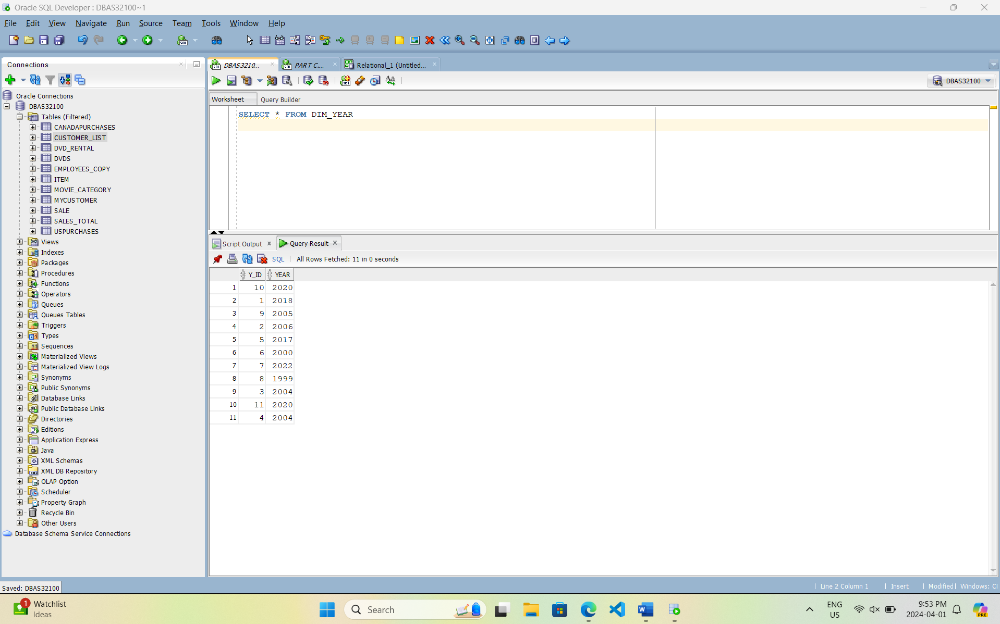 Oracle SQL Developer : DBAS32100~1
File Edit View Navigate Run Source Team Tools Window Help
Connections
Oracle Connections
DBAS32100
Tables (Filtered)
CANADAPURCHASES
CUSTOMER_LIST
DVD_RENTAL
DVDS
EMPLOYEES_COPY
ITEM
MOVIE_CATEGORY
MYCUSTOMER
SALE
SALES_TOTAL
USPURCHASES
Views
Indexes
Packages
Procedures
Functions
Operators
Queues
Queues Tables
Triggers
Types
Sequences
Materialized Views
Materialized View Logs
Synonyms
Public Synonyms
Database Links
Public Database Links
Directories
Editions
Application Express
Java
XML Schemas
XML DB Repository
OLAP Option
Scheduler
Property Graph
Recycle Bin
Other Users
Database Schema Service Connections
DBAS3210... PART C.... Relational_1 (Untitled...
DBAS32100
Worksheet Query Builder
SELECT * FROM DIM_YEAR
Script Output Query Result
SQL All Rows Fetched: 11 in 0 seconds
Y_ID YEAR
1 10 2020
2 1 2018
3 9 2005
4 2 2006
5 5 2017
6 6 2000
7 7 2022
8 8 1999
9 3 2004
10 11 2020
11 4 2004
Saved: DBAS32100
Line 2 Column 1 Insert Modified Windows: Cl
1 Watchlist
Ideas
Search
ENG
US
9:53 PM
2024-04-01
PRE